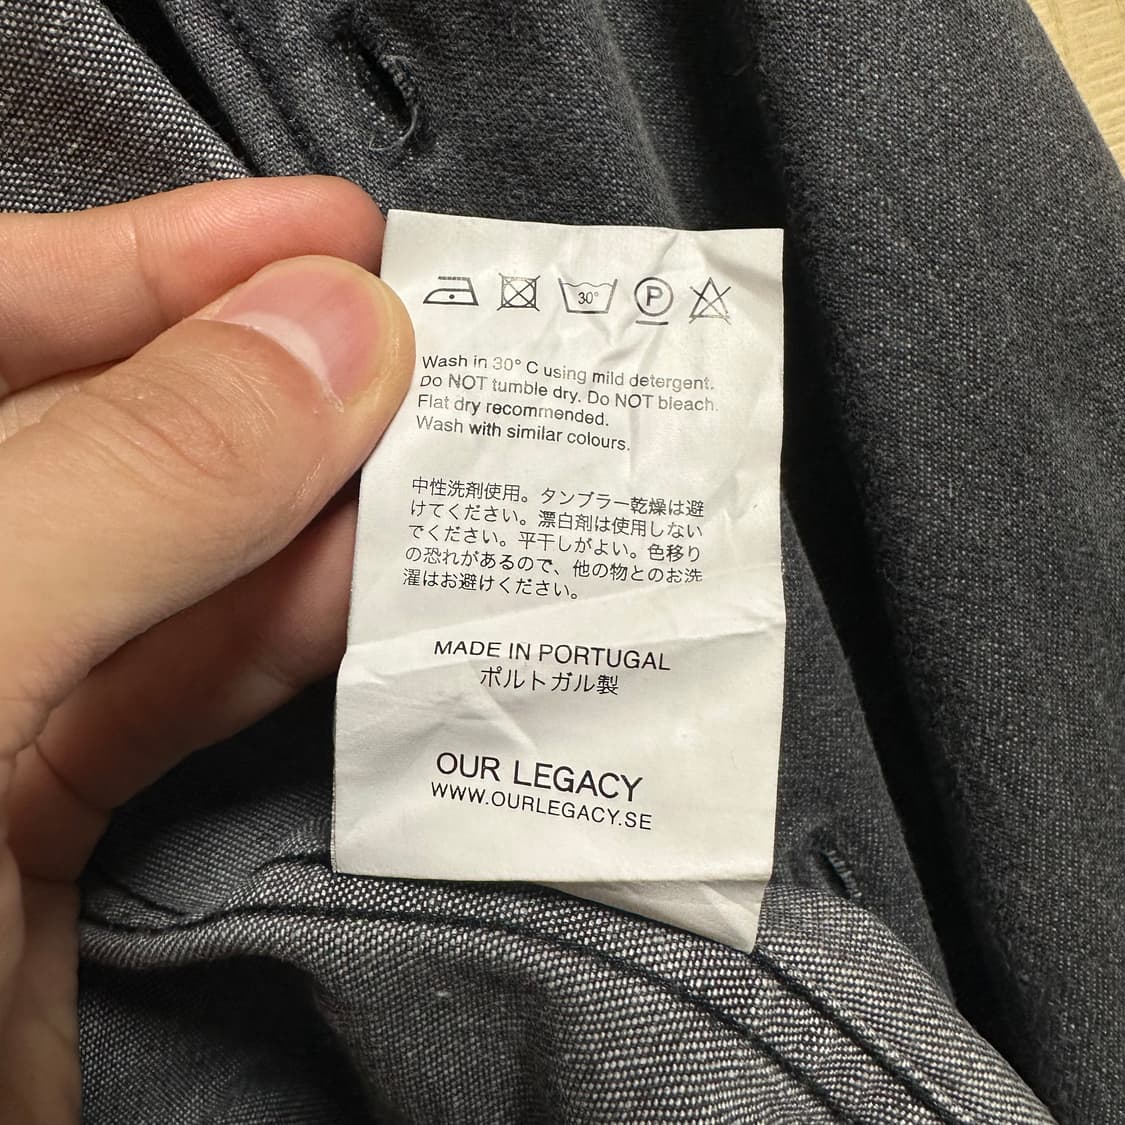 30°
P
Wash in 30° C using mild detergent.
Do NOT tumble dry. Do NOT bleach.
Flat dry recommended.
Wash with similar colours.
中性洗剤使用。タンブラー乾燥は避
けてください。漂白剤は使用しない
でください。平干しがよい。色移り
の恐れがあるので、他の物とのお洗
濯はお避けください。
MADE IN PORTUGAL
ポルトガル製
OUR LEGACY
WWW.OURLEGACY.SE